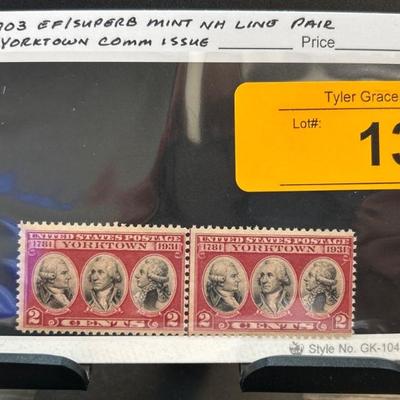 703 EF/SUPERB MINT NH LINE PAIR
YORKTOWN COMM ISSUE Price
Tyler Grace
Lot#:
13
UNITED STATES POSTAGE
1781 YORKTOWN 1931
2 CENTS 2
UNITED STATES POSTAGE
1781 YORKTOWN 1931
2 CENTS 2
Style No. GK-104